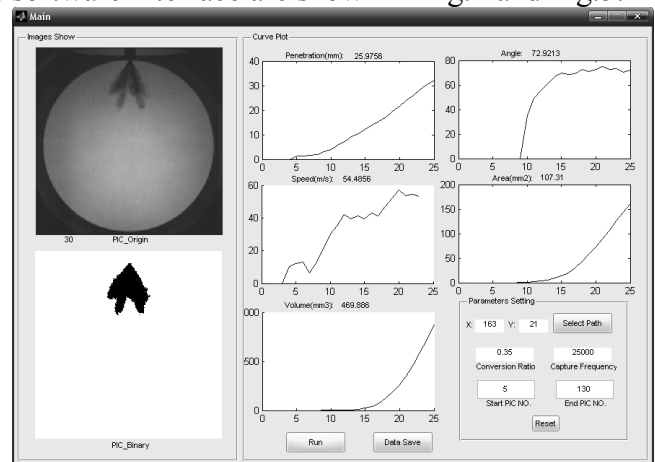 software interface are show
Main
Images Show
30 PIC_Origin
PIC_Binary
Curve Plot
Penetration(mm): 25.9756
40
30
20
10
0
0 5 10 15 20 25
Angle: 72.9213
80
60
40
20
0
0 5 10 15 20 25
Speed(m/s): 54.4856
60
40
20
0
0 5 10 15 20 25
Area(mm2): 107.31
200
150
100
50
0
0 5 10 15 20 25
Volume(mm3): 469.886
000
500
0
0 5 10 15 20 25
Parameters Setting
X: 163 Y: 21 Select Path
0.35 25000
Conversion Ratio Capture Frequency
5 130
Start PIC NO. End PIC NO.
Reset
Run Data Save